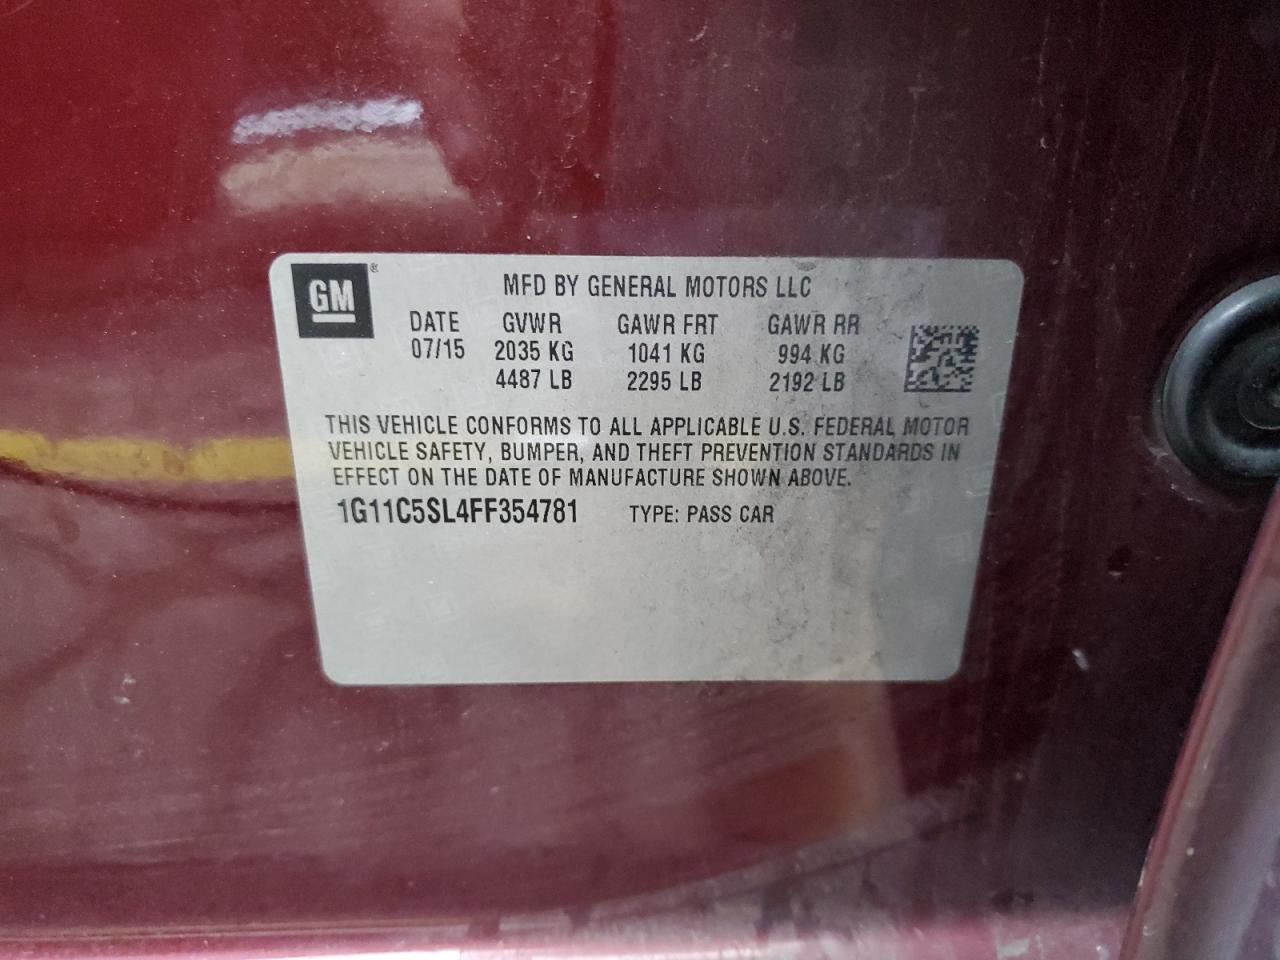 GM®
MFD BY GENERAL MOTORS LLC
DATE GVWR GAWR FRT GAWR RR
07/15 2035 KG 1041 KG 994 KG
4487 LB 2295 LB 2192 LB
THIS VEHICLE CONFORMS TO ALL APPLICABLE U.S. FEDERAL MOTOR
VEHICLE SAFETY, BUMPER, AND THEFT PREVENTION STANDARDS IN
EFFECT ON THE DATE OF MANUFACTURE SHOWN ABOVE.
1G11C5SL4FF354781 TYPE: PASS CAR